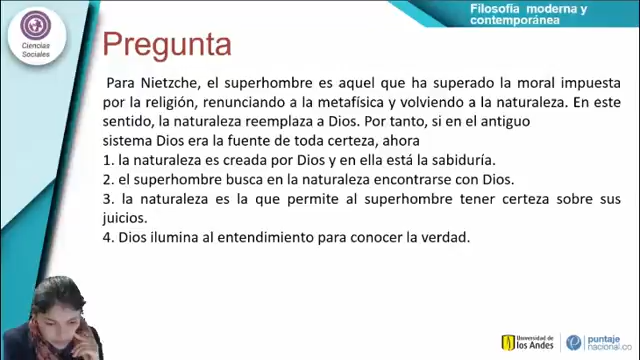 Ciencias
Sociales
Filosofia moderna y
contemporánea
Pregunta
Para Nietzche, el superhombre es aquel que ha superado la moral impuesta
por la religión, renunciando a la metafísica y volviendo a la naturaleza. En este
sentido, la naturaleza reemplaza a Dios. Por tanto, si en el antiguo
sistema Dios era la fuente de toda certeza, ahora
1. la naturaleza es creada por Dios y en ella está la sabiduría.
2. el superhombre busca en la naturaleza encontrarse con Dios.
3. la naturaleza es la que permite al superhombre tener certeza sobre sus
juicios.
4. Dios ilumina al entendimiento para conocer la verdad.
Universidad de
los Andes
puntaje
nacional.co